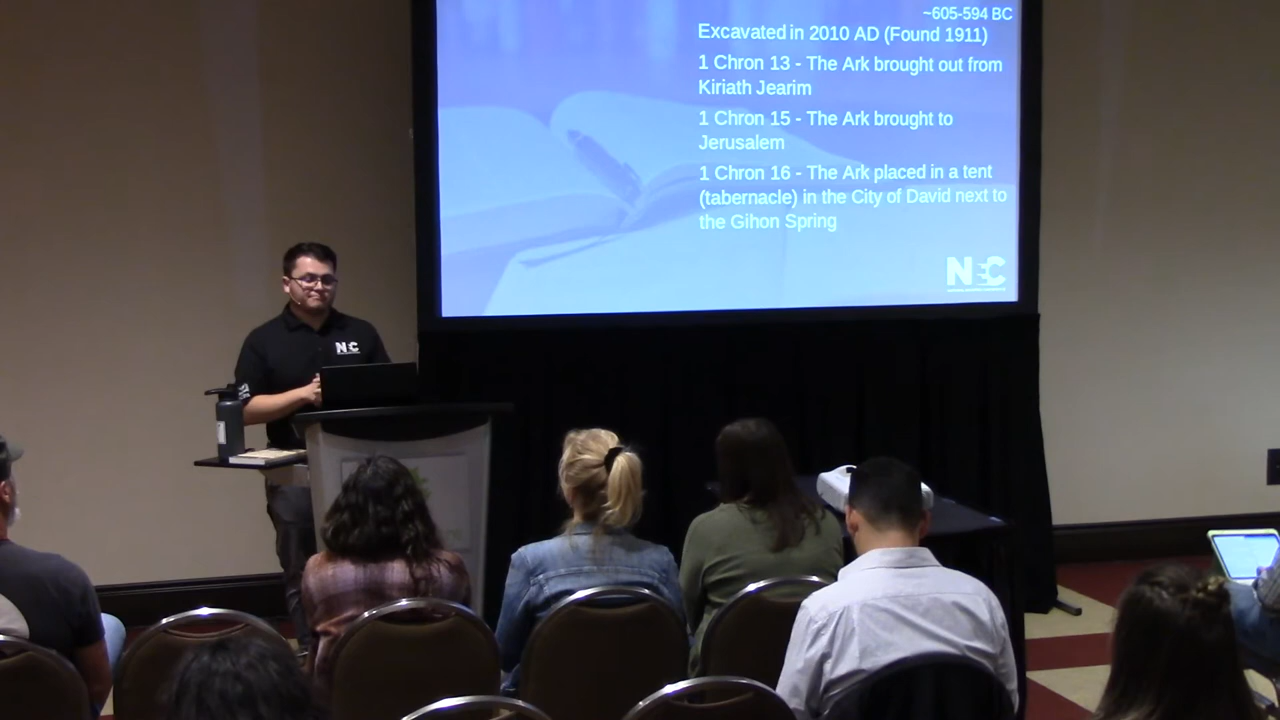 ~605-594 BC
Excavated in 2010 AD (Found 1911)
1 Chron 13 - The Ark brought out from
Kiriath Jearim
1 Chron 15 - The Ark brought to
Jerusalem
1 Chron 16 - The Ark placed in a tent
(tabernacle) in the City of David next to
the Gihon Spring
NEC
NEC